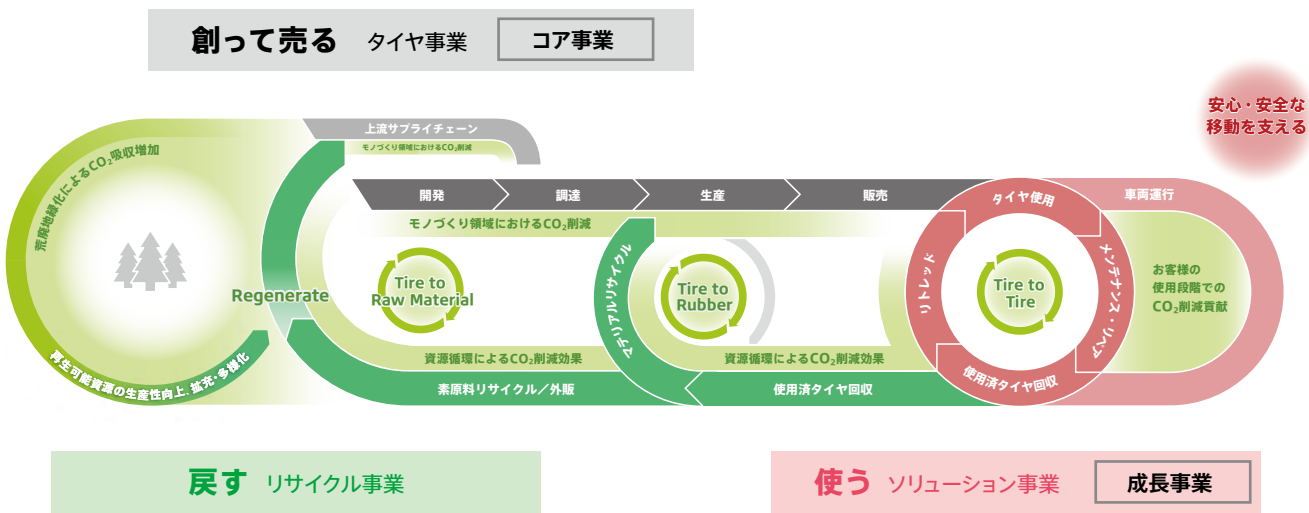 創って売る タイヤ事業 コア事業
安心・安全な
移動を支える
上流サプライチェーン
モノづくり領域におけるCO₂削減
荒廃地緑化によるCO₂吸収増加
開発
調達
生産
販売
タイヤ使用
車両運行
モノづくり領域におけるCO₂削減
マテリアルリサイクル
リトレッド
メンテナンス・リペア
Regenerate
Tire to
Raw Material
Tire to
Rubber
Tire to
Tire
お客様の
使用段階での
CO₂削減貢献
資源循環によるCO₂削減効果
資源循環によるCO₂削減効果
再生可能資源の生産性向上、拡充・多様化
素原料リサイクル／外販
使用済タイヤ回収
使用済タイヤ回収
戻す リサイクル事業
使う ソリューション事業 成長事業